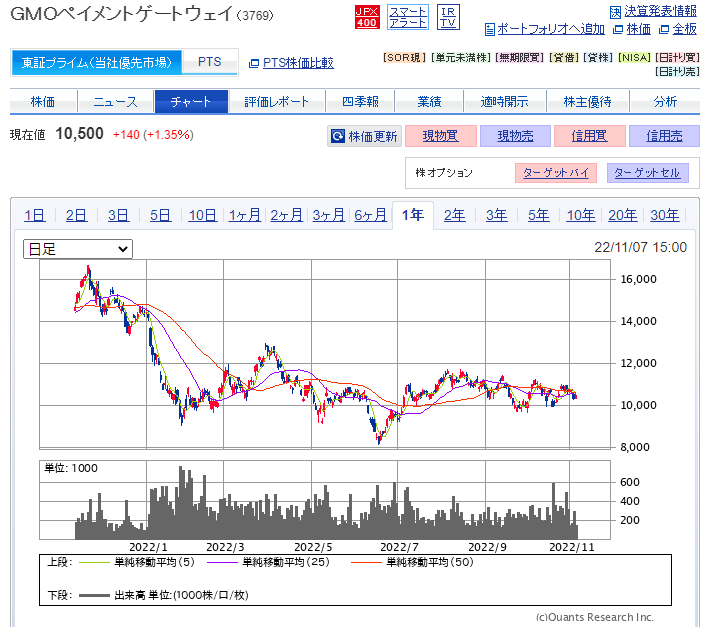 GMOペイメントゲートウェイ (3769)
JPX 400
スマートアラート
IR TV
決算発表情報
ポートフォリオへ追加 株価 全板
東証プライム(当社優先市場) PTS PTS株価比較
[SOR現] [単元未満株] [無期限寛] [貸借] [貸株] [NISA] [日計り買]
[日計り売]
株価 ニュース チャート 評価レポート 四季報 業績 適時開示 株主優待 分析
現在値 10,500 +140 (+1.35%) 株価更新 現物買 現物売 信用買 信用売
株オプション ターゲットバイ ターゲットセル
1日 2日 3日 5日 10日 1ヶ月 2ヶ月 3ヶ月 6ヶ月 1年 2年 3年 5年 10年 20年 30年
日足 22/11/07 15:00
16,000
14,000
12,000
10,000
8,000
単位: 1000
600
400
200
2022/1 2022/3 2022/5 2022/7 2022/9 2022/11
上段: 単純移動平均(5) 単純移動平均(25) 単純移動平均(50)
下段: 出来高 単位:(1000株/口/枚)
(c)Quants Research Inc.